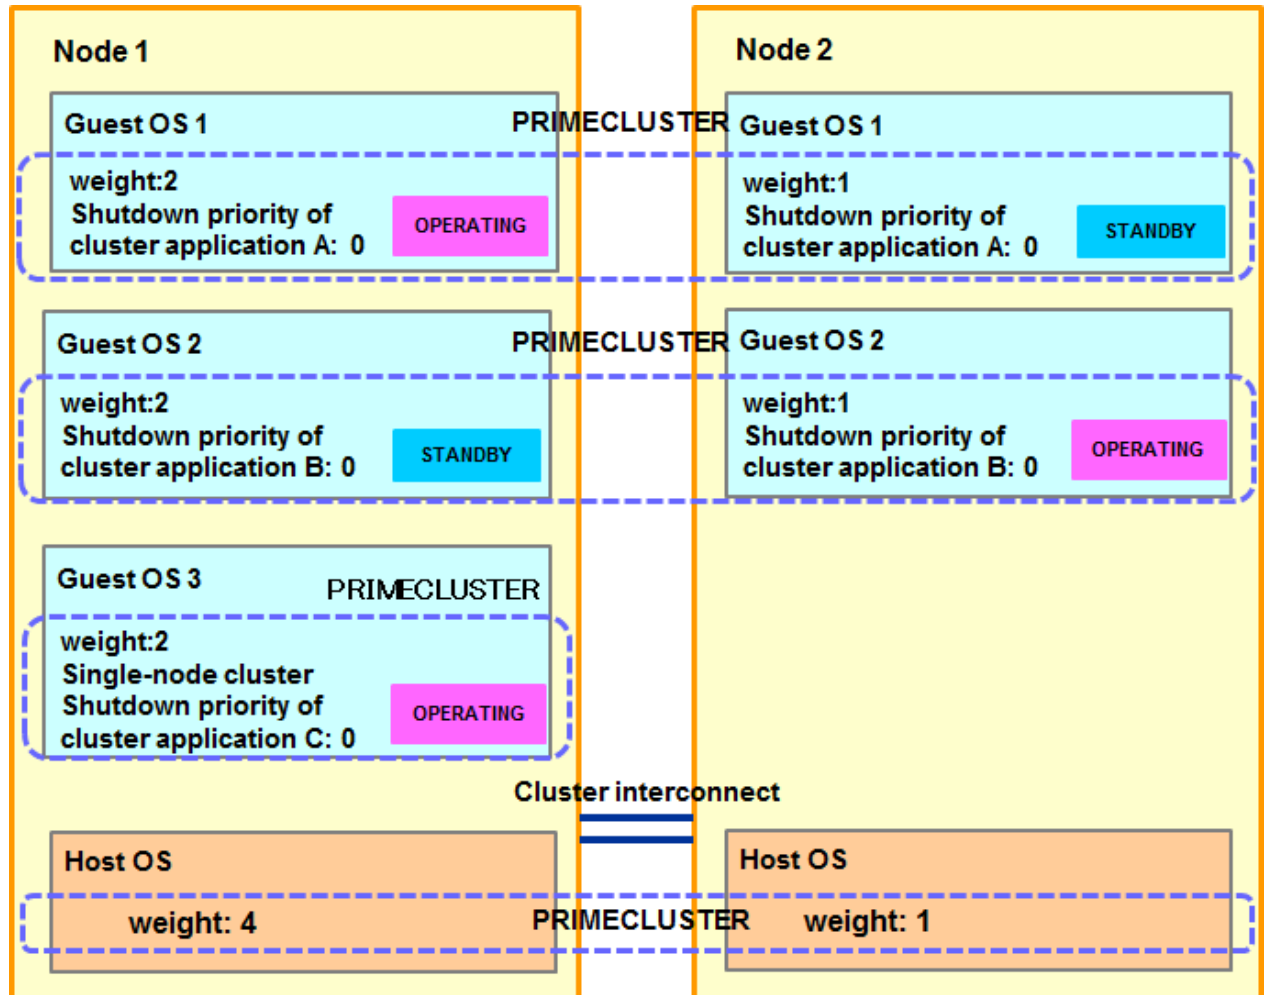 Node 1
Guest OS 1
weight:2
Shutdown priority of
cluster application A: 0
OPERATING
PRIMECLUSTER
Node 2
Guest OS 1
weight:1
Shutdown priority of
cluster application A: 0
STANDBY
Guest OS 2
weight:2
Shutdown priority of
cluster application B: 0
STANDBY
PRIMECLUSTER
Guest OS 2
weight:1
Shutdown priority of
cluster application B: 0
OPERATING
Guest OS 3
PRIMECLUSTER
weight:2
Single-node cluster
Shutdown priority of
cluster application C: 0
OPERATING
Cluster interconnect
Host OS
weight: 4
PRIMECLUSTER
Host OS
weight: 1